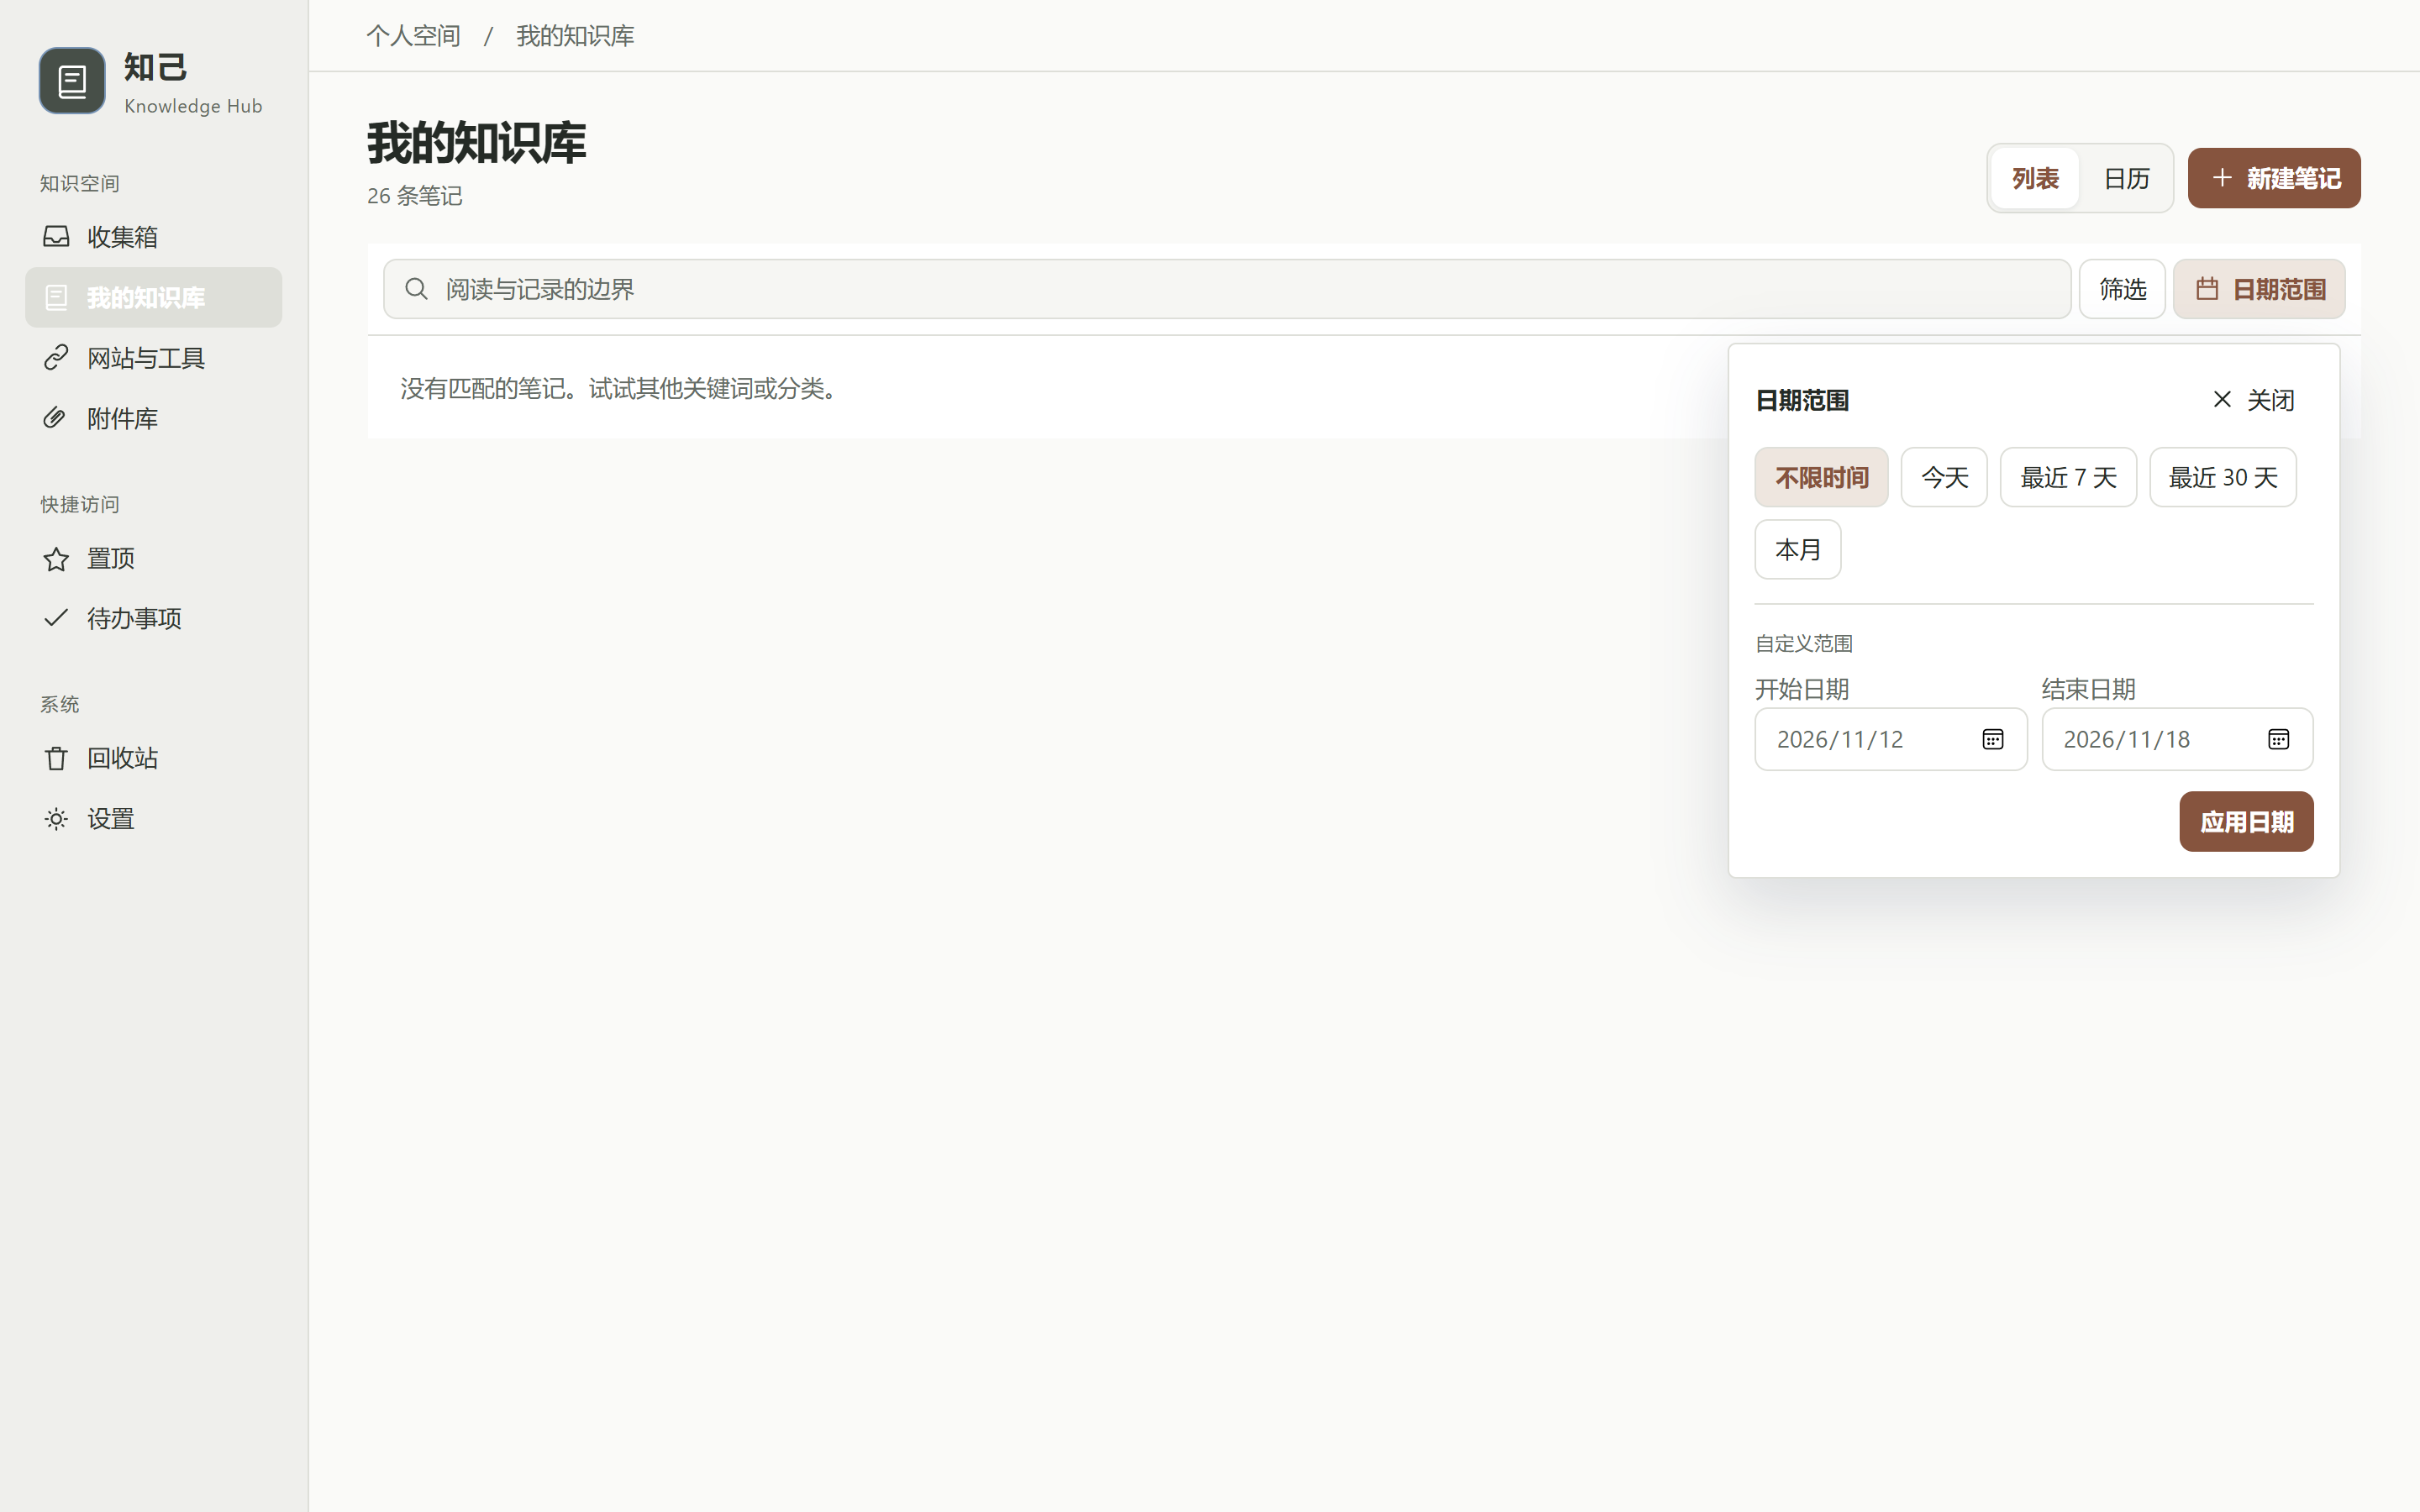 知己
Knowledge Hub
知识空间
收集箱
我的知识库
网站与工具
附件库
快捷访问
置顶
待办事项
系统
回收站
设置
个人空间 / 我的知识库
我的知识库
26 条笔记
列表 日历 新建笔记
阅读与记录的边界 筛选 日期范围
没有匹配的笔记。试试其他关键词或分类。
日期范围 关闭
不限时间 今天 最近 7 天 最近 30 天
本月
自定义范围
开始日期 结束日期
2026/11/12 2026/11/18
应用日期